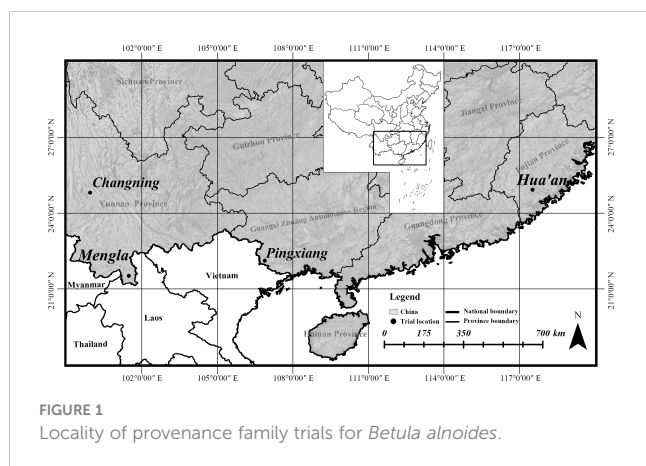 102°0'0" E 105°0'0" E 108°0'0" E 111°0'0" E 114°0'0" E 117°0'0" E
Sichuan Province
Jiangxi Province
27°0'0" N
27°0'0" N
Guizhou Province
Fujian Province
Changning
Hua'an
Yunnan Province
24°0'0" N
24°0'0" N
Guangxi Zhuang Autonomous Region
Guangdong Province
Mengla
Pingxiang
Vietnam
Myanmar
21°0'0" N
21°0'0" N
Laos
Legend
China National boundary
Trial location Province boundary
N
Hainan Province
Thailand
0 175 350 700 km
102°0'0" E 105°0'0" E 108°0'0" E 111°0'0" E 114°0'0" E 117°0'0" E
FIGURE 1
Locality of provenance family trials for Betula alnoides.